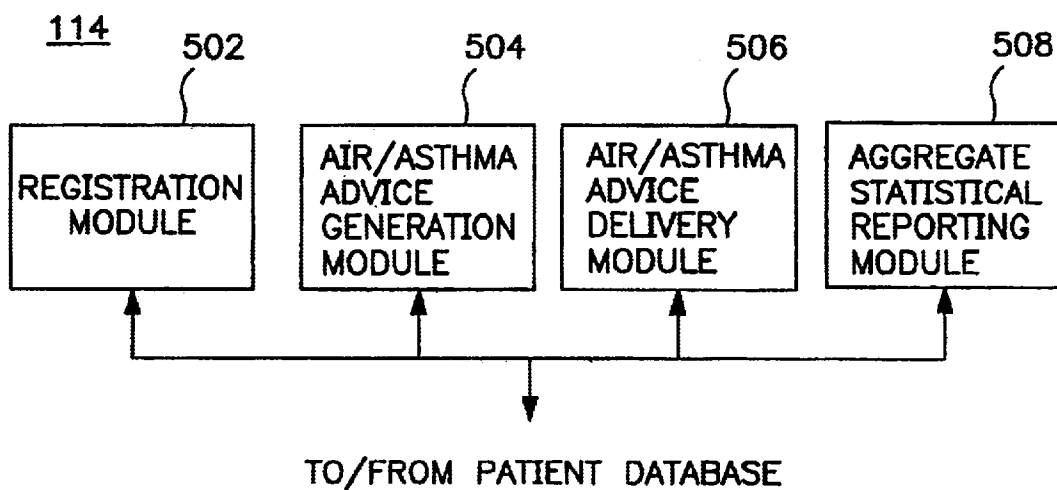 114
502
504
506
508
REGISTRATION
MODULE
AIR/ASTHMA
ADVICE
GENERATION
MODULE
AIR/ASTHMA
ADVICE
DELIVERY
MODULE
AGGREGATE
STATISTICAL
REPORTING
MODULE
TO/FROM PATIENT DATABASE